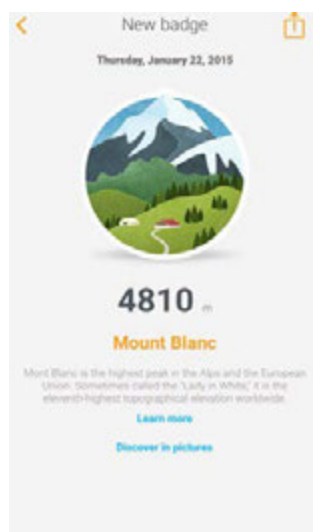 New badge
Thursday, January 22, 2015
4810 m
Mount Blanc
Mont Blanc is the highest peak in the Alps and the European
Union. Sometimes called the "Lady in White," it is the
eleventh-highest topographical elevation worldwide.
Learn more
Discover in pictures